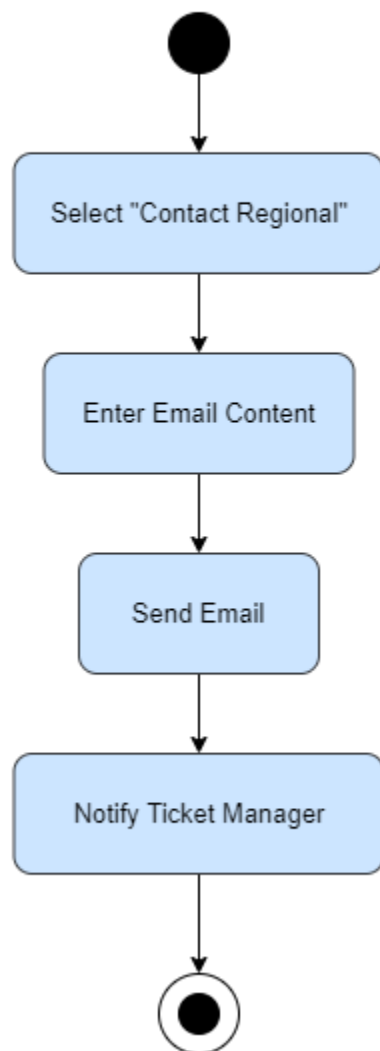 Select "Contact Regional"
Enter Email Content
Send Email
Notify Ticket Manager